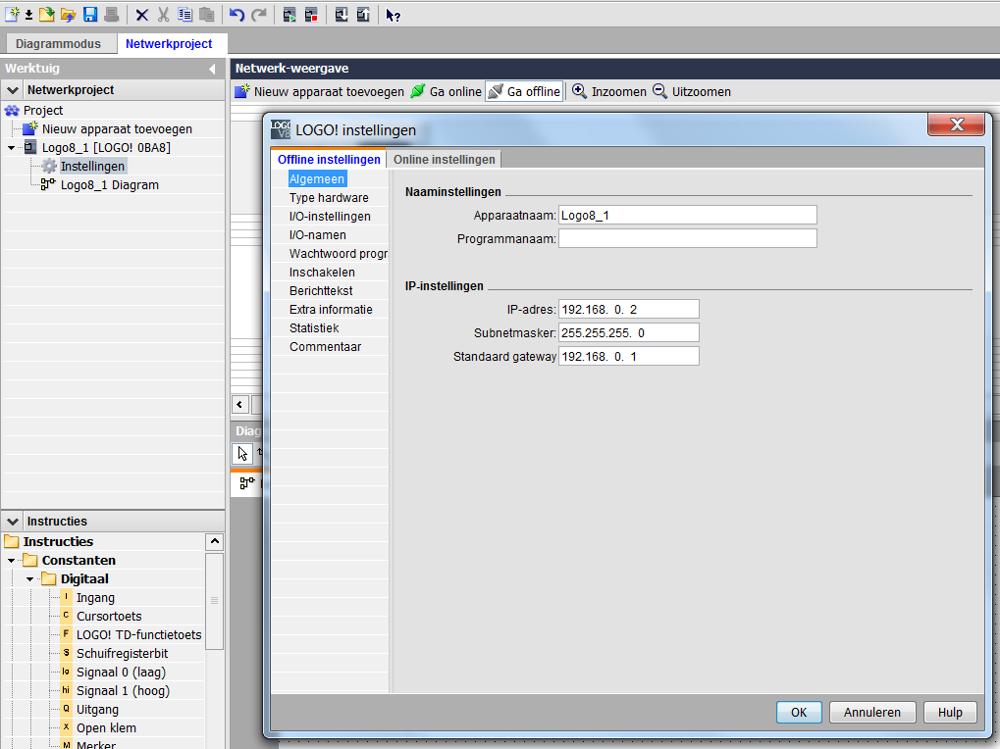 Diagrammodus Netwerkproject
Werktuig
Netwerkproject
Project
Nieuw apparaat toevoegen
Logo8_1 [LOGO! 0BA8]
Instellingen
Logo8_1 Diagram
Instructies
Instructies
Constanten
Digitaal
I Ingang
C Cursortoets
F LOGO! TD-functietoets
S Schuifregisterbit
lo Signaal 0 (laag)
hi Signaal 1 (hoog)
Q Uitgang
X Open klem
M Merker
Netwerk-weergave
Nieuw apparaat toevoegen Ga online Ga offline Inzoomen Uitzoomen
Diag
LOGO! instellingen
Offline instellingen Online instellingen
Algemeen
Type hardware
I/O-instellingen
I/O-namen
Wachtwoord progr
Inschakelen
Berichttekst
Extra informatie
Statistiek
Commentaar
Naaminstellingen
Apparaatnaam: Logo8_1
Programmanaam:
IP-instellingen
IP-adres: 192.168. 0. 2
Subnetmasker: 255.255.255. 0
Standaard gateway 192.168. 0. 1
OK Annuleren Hulp